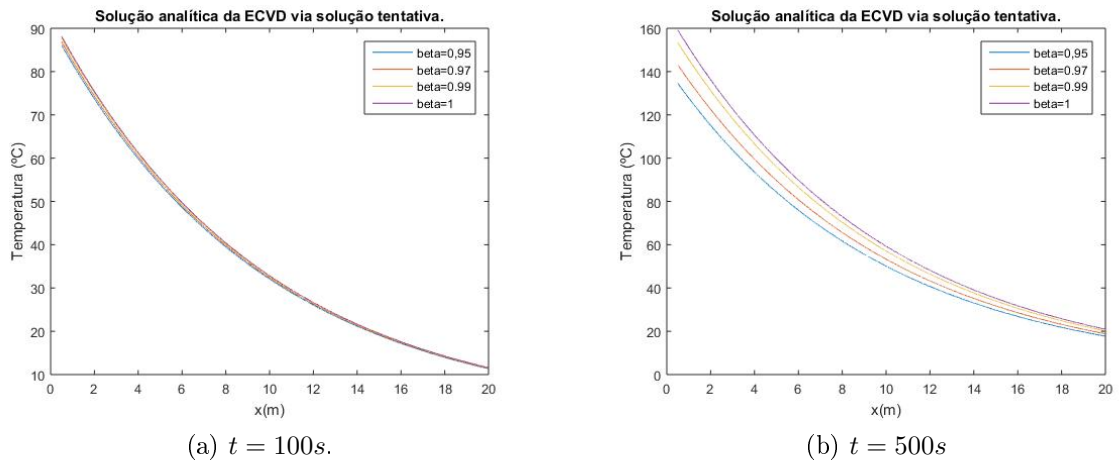 Solução analítica da ECVD via solução tentativa.
90
80
70
60
50
40
30
20
10
Temperatura (ºC)
beta=0,95
beta=0.97
beta=0.99
beta=1
0 2 4 6 8 10 12 14 16 18 20
x(m)
(a) t = 100s.
Solução analítica da ECVD via solução tentativa.
160
140
120
100
80
60
40
20
0
Temperatura (ºC)
beta=0,95
beta=0.97
beta=0.99
beta=1
0 2 4 6 8 10 12 14 16 18 20
x(m)
(b) t = 500s